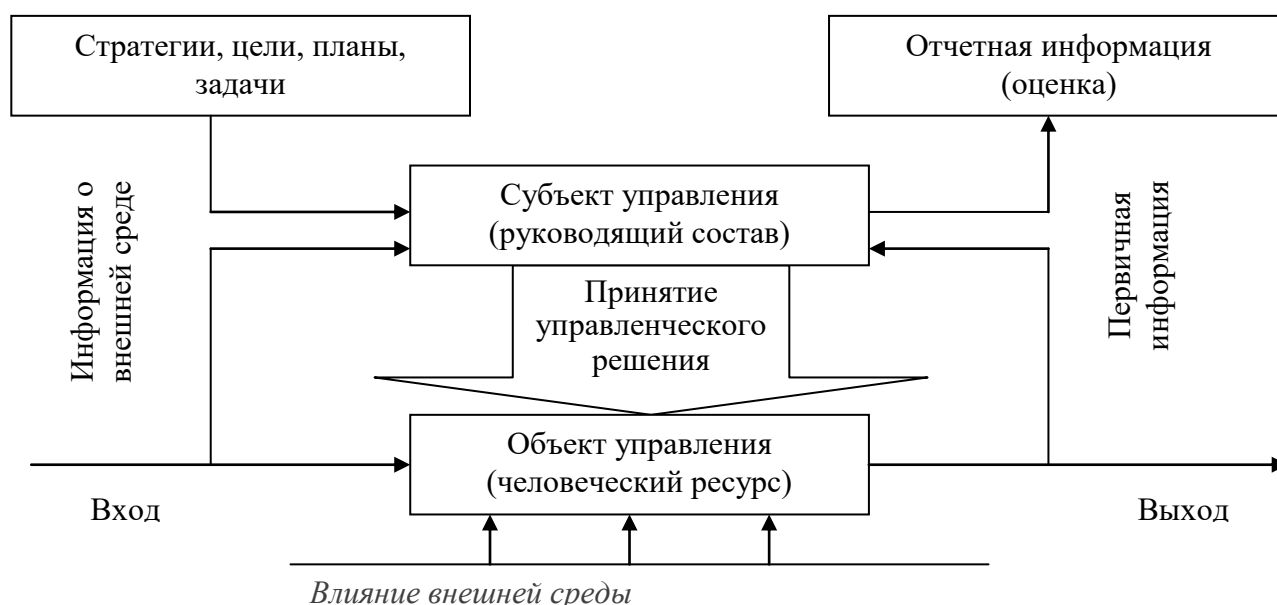 Стратегии, цели, планы,
задачи
Отчетная информация
(оценка)
Информация о
внешней среде
Субъект управления
(руководящий состав)
Первичная
информация
Принятие
управленческого
решения
Объект управления
(человеческий ресурс)
Вход
Выход
Влияние внешней среды